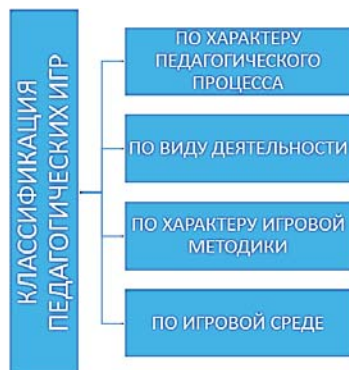 КЛАССИФИКАЦИЯ
ПЕДАГОГИЧЕСКИХ ИГР
ПО ХАРАКТЕРУ
ПЕДАГОГИЧЕСКОГО
ПРОЦЕССА
ПО ВИДУ ДЕЯТЕЛЬНОСТИ
ПО ХАРАКТЕРУ ИГРОВОЙ
МЕТОДИКИ
ПО ИГРОВОЙ СРЕДЕ